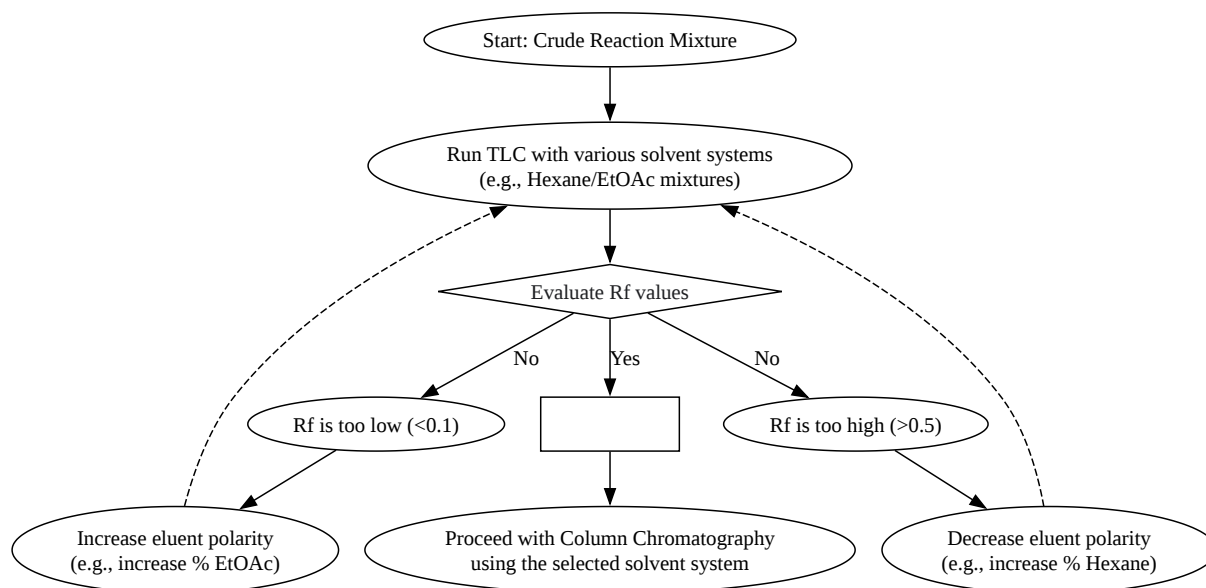 Start: Crude Reaction Mixture
Run TLC with various solvent systems
(e.g., Hexane/EtOAc mixtures)
Evaluate Rf values
No
Yes
No
Rf is too low (<0.1)
Rf is too high (>0.5)
Increase eluent polarity
(e.g., increase % EtOAc)
Proceed with Column Chromatography
using the selected solvent system
Decrease eluent polarity
(e.g., increase % Hexane)